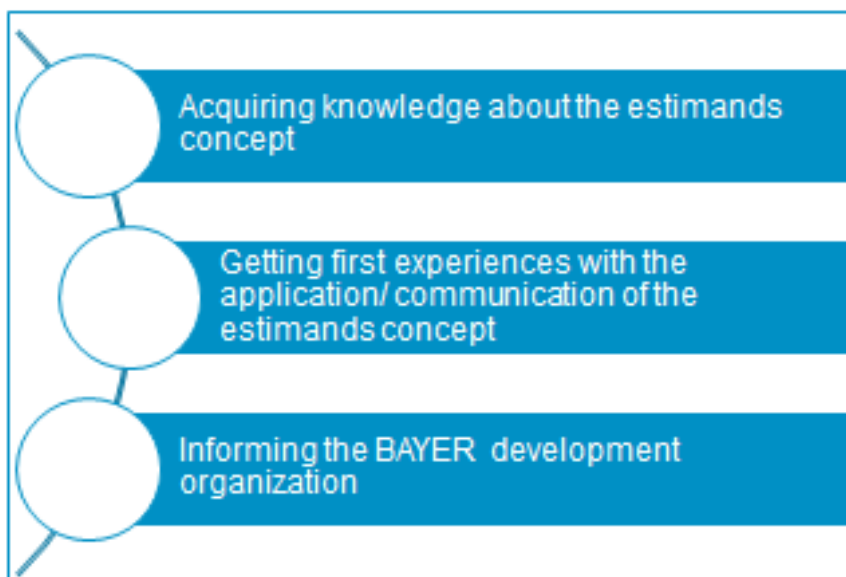 Acquiring knowledge about the estimands
concept
Getting first experiences with the
application/ communication of the
estimands concept
Informing the BAYER development
organization